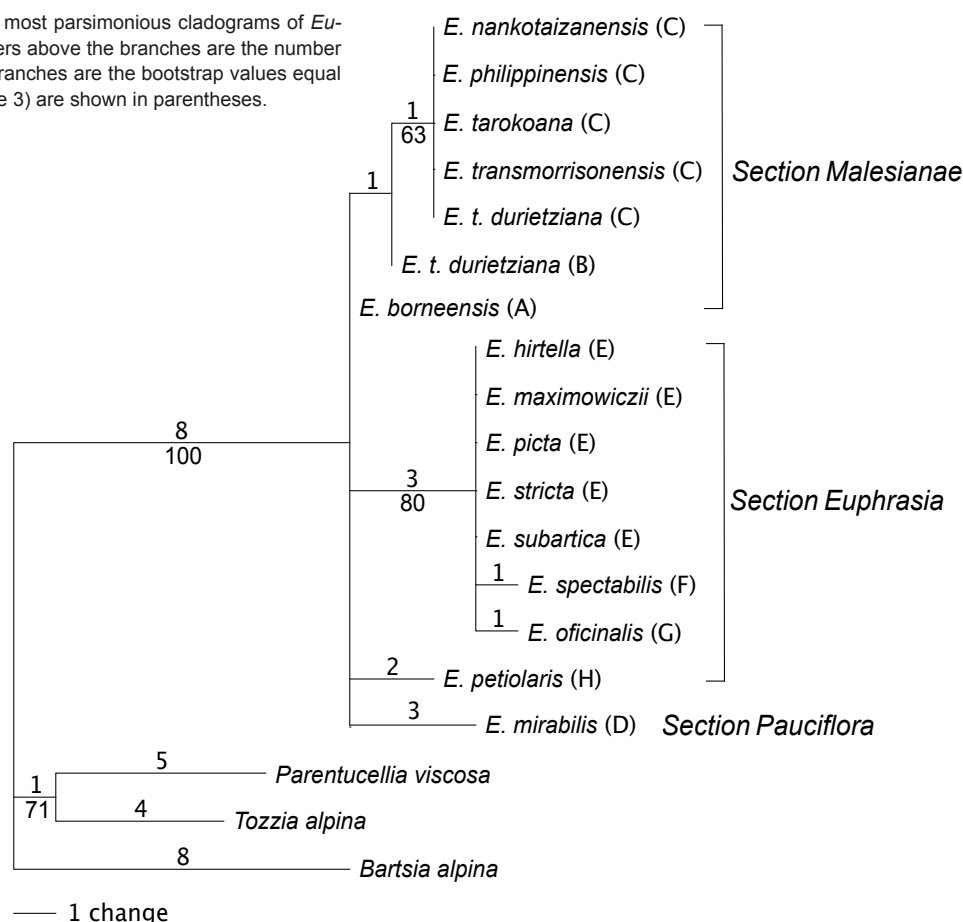 most parsimonious cladograms of Eu-
ers above the branches are the number
ranches are the bootstrap values equal
e 3) are shown in parentheses.
E. nankotaizanensis (C)
E. philippinensis (C)
1
63
E. tarokoana (C)
E. transmorrisonensis (C)
Section Malesianae
1
E. t. durietziana (C)
E. t. durietziana (B)
E. borneensis (A)
E. hirtella (E)
E. maximowiczii (E)
8
100
E. picta (E)
3
80
E. stricta (E)
Section Euphrasia
E. subartica (E)
1
E. spectabilis (F)
1
E. oficinalis (G)
2
E. petiolaris (H)
3
E. mirabilis (D)
Section Pauciflora
5
Parentucellia viscosa
1
71
4
Tozzia alpina
8
Bartsia alpina
1 change